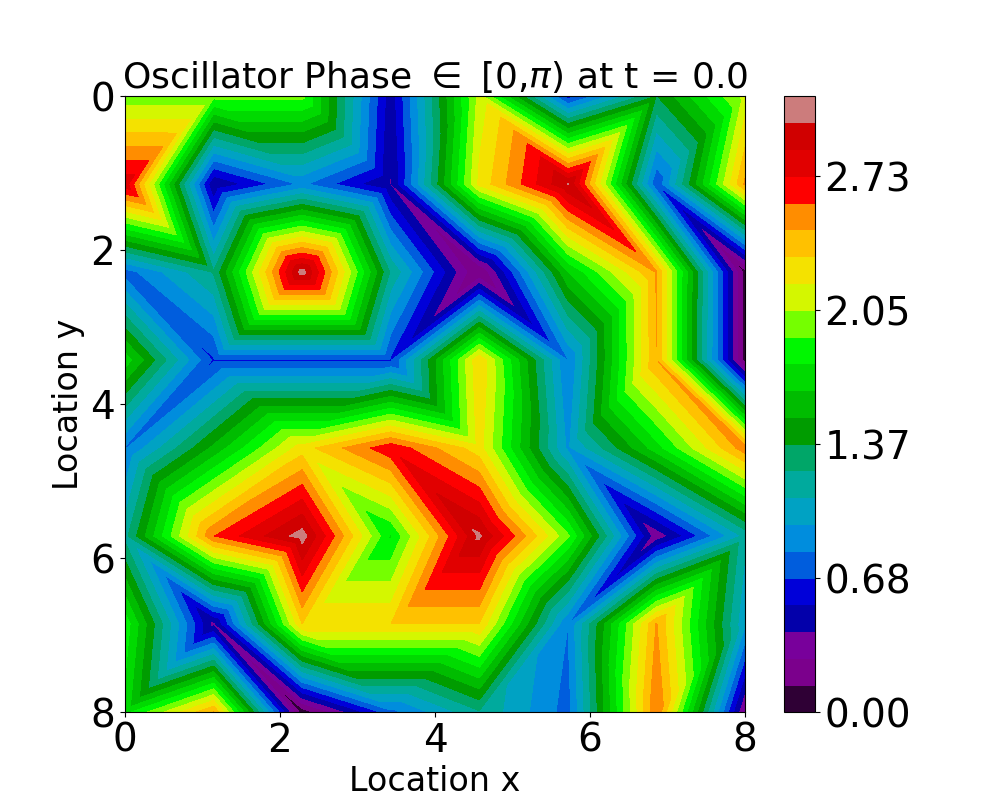 Oscillator Phase ∈ [0,π) at t = 0.0
0
2
4
6
8
Location y
0 2 4 6 8
Location x
2.73
2.05
1.37
0.68
0.00